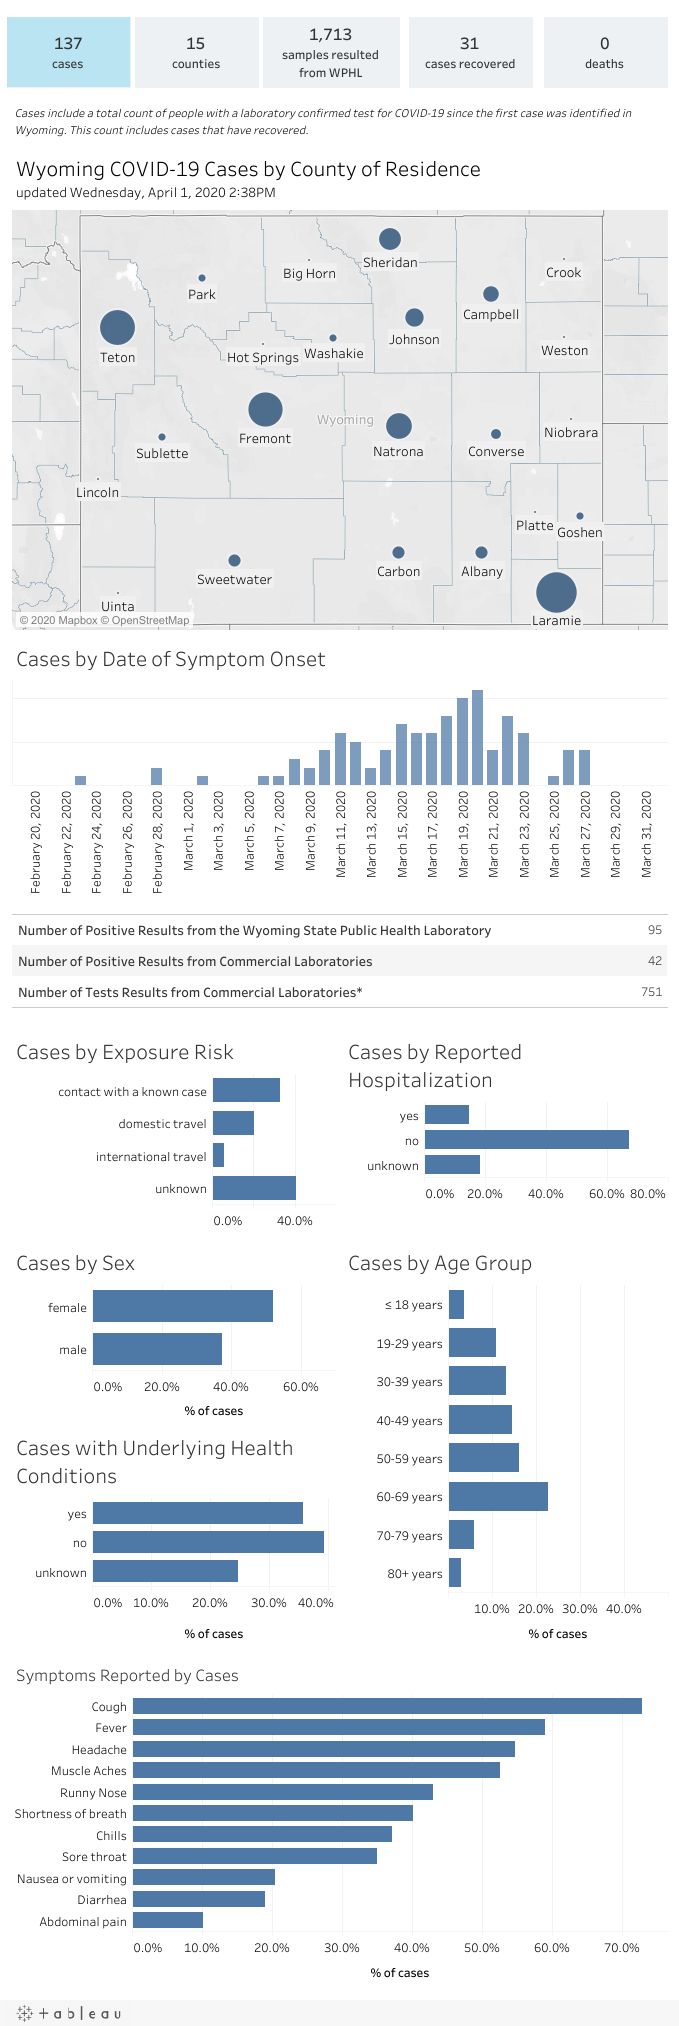 137
cases
15
counties
1,713
samples resulted
from WPHL
31
cases recovered
0
deaths
Cases include a total count of people with a laboratory confirmed test for COVID-19 since the first case was identified in
Wyoming. This count includes cases that have recovered.
Wyoming COVID-19 Cases by County of Residence
updated Wednesday, April 1, 2020 2:38PM
Sheridan
Big Horn
Crook
Park
Campbell
Johnson
Teton
Hot Springs
Washakie
Weston
Wyoming
Fremont
Natrona
Niobrara
Sublette
Converse
Lincoln
Platte
Goshen
Sweetwater
Carbon
Albany
Uinta
Laramie
© 2020 Mapbox © OpenStreetMap
Cases by Date of Symptom Onset
February 20, 2020
February 22, 2020
February 24, 2020
February 26, 2020
February 28, 2020
March 1, 2020
March 3, 2020
March 5, 2020
March 7, 2020
March 9, 2020
March 11, 2020
March 13, 2020
March 15, 2020
March 17, 2020
March 19, 2020
March 21, 2020
March 23, 2020
March 25, 2020
March 27, 2020
March 29, 2020
March 31, 2020
Number of Positive Results from the Wyoming State Public Health Laboratory 95
Number of Positive Results from Commercial Laboratories 42
Number of Tests Results from Commercial Laboratories* 751
Cases by Exposure Risk
contact with a known case
domestic travel
international travel
unknown
0.0% 40.0%
Cases by Reported
Hospitalization
yes
no
unknown
0.0% 20.0% 40.0% 60.0% 80.0%
Cases by Sex
female
male
0.0% 20.0% 40.0% 60.0%
% of cases
Cases by Age Group
≤ 18 years
19-29 years
30-39 years
40-49 years
50-59 years
60-69 years
70-79 years
80+ years
10.0% 20.0% 30.0% 40.0%
% of cases
Cases with Underlying Health
Conditions
yes
no
unknown
0.0% 10.0% 20.0% 30.0% 40.0%
% of cases
Symptoms Reported by Cases
Cough
Fever
Headache
Muscle Aches
Runny Nose
Shortness of breath
Chills
Sore throat
Nausea or vomiting
Diarrhea
Abdominal pain
0.0% 10.0% 20.0% 30.0% 40.0% 50.0% 60.0% 70.0%
% of cases
+ableau